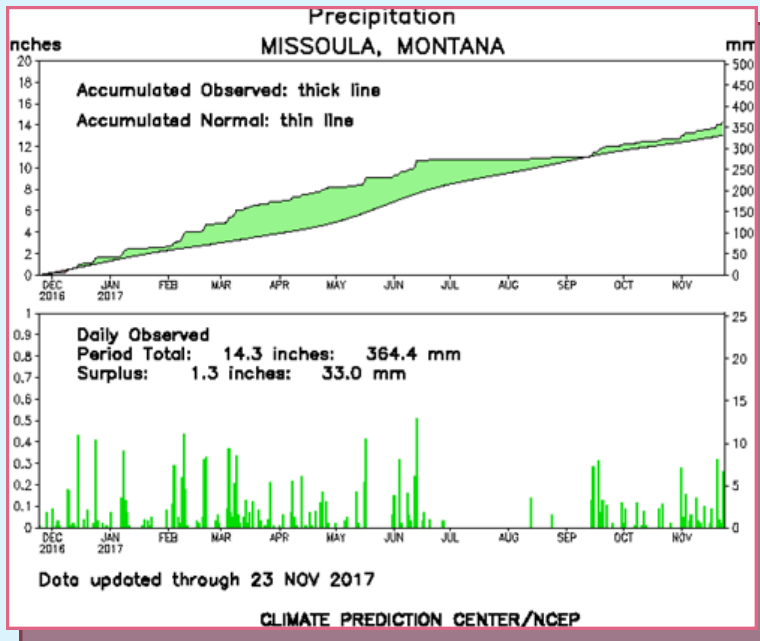 Precipitation
nches MISSOULA, MONTANA mm
20 500
18 450
16 400
14 350
12 300
10 250
8 200
6 150
4 100
2 50
0 0
Accumulated Observed: thick line
Accumulated Normal: thin line
DEC JAN FEB MAR APR MAY JUN JUL AUG SEP OCT NOV
2016 2017
1 25
0.9
0.8 20
0.7
0.6 15
0.5
0.4 10
0.3
0.2 5
0.1
0 0
Daily Observed
Period Total: 14.3 inches: 364.4 mm
Surplus: 1.3 inches: 33.0 mm
DEC JAN FEB MAR APR MAY JUN JUL AUG SEP OCT NOV
2016 2017
Data updated through 23 NOV 2017
CLIMATE PREDICTION CENTER/NCEP